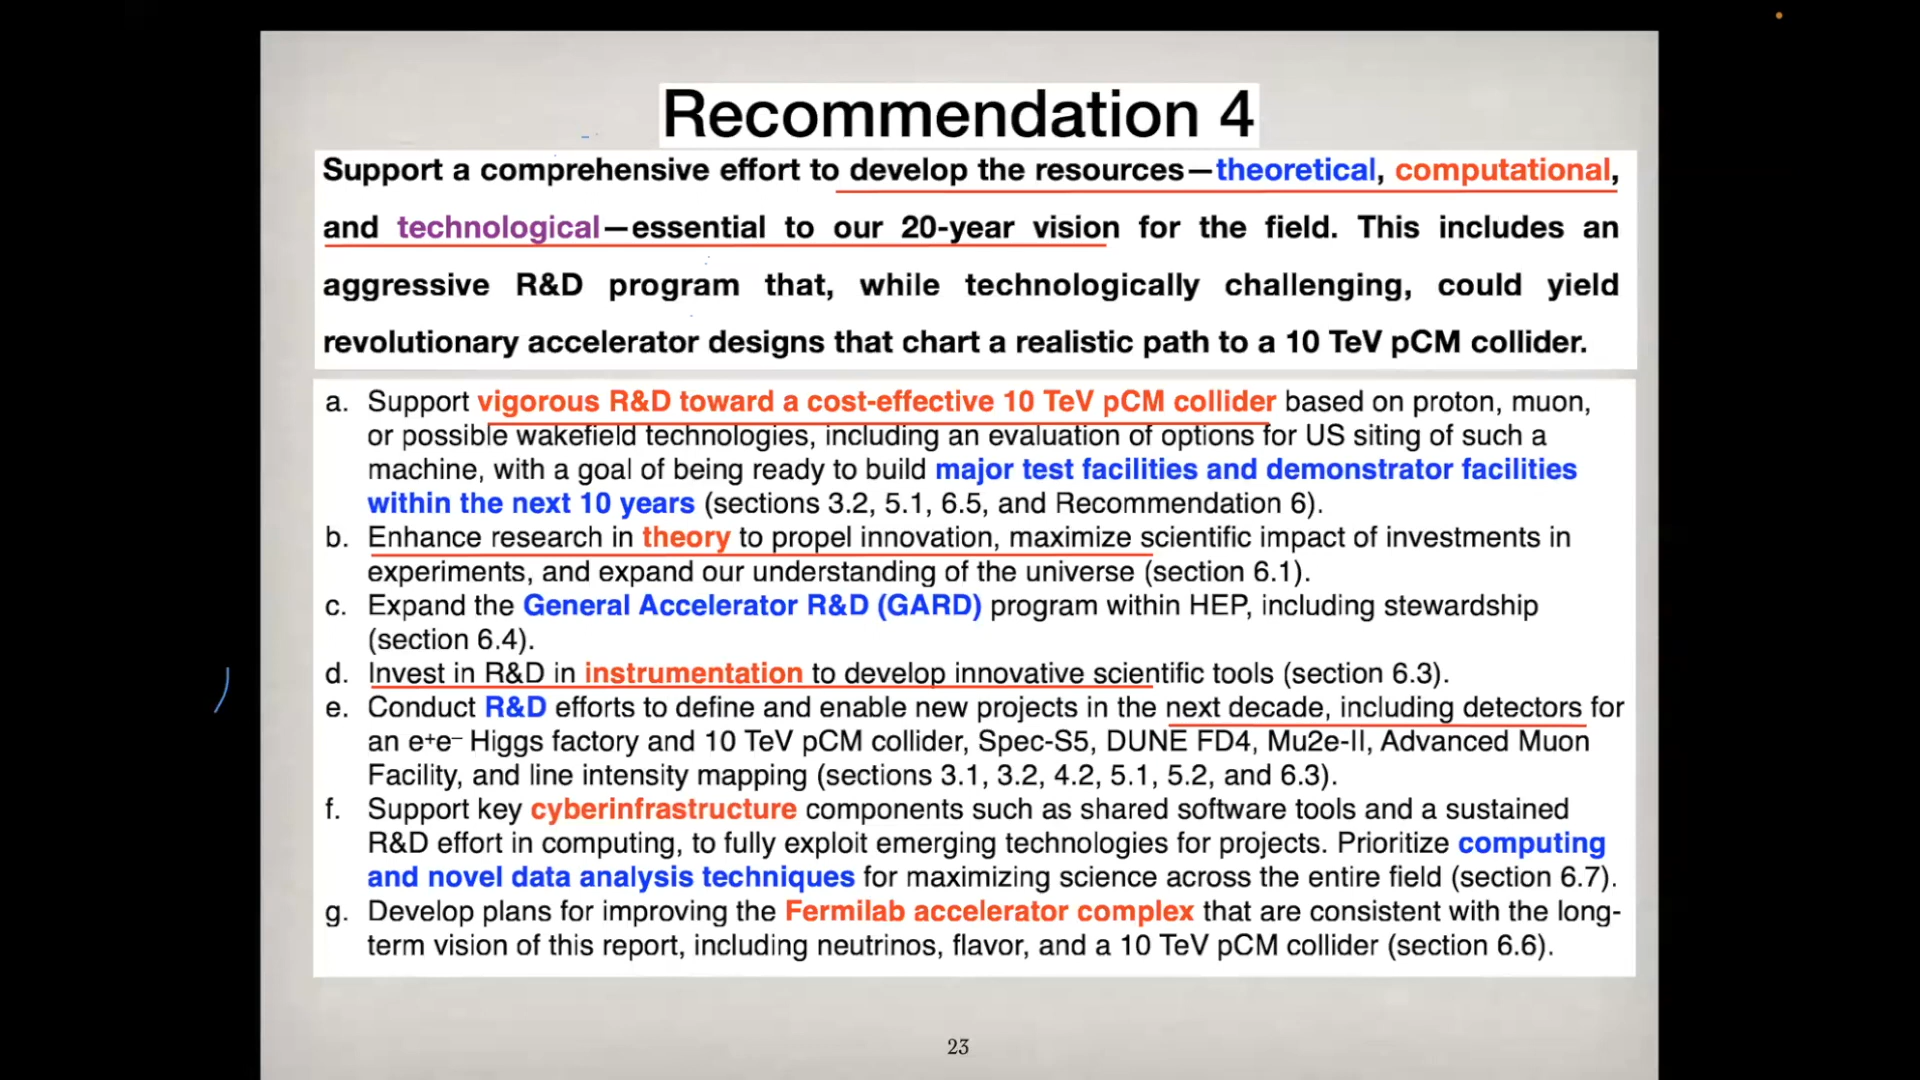 Recommendation 4
Support a comprehensive effort to develop the resources—theoretical, computational,
and technological—essential to our 20-year vision for the field. This includes an
aggressive R&D program that, while technologically challenging, could yield
revolutionary accelerator designs that chart a realistic path to a 10 TeV pCM collider.
a. Support vigorous R&D toward a cost-effective 10 TeV pCM collider based on proton, muon,
or possible wakefield technologies, including an evaluation of options for US siting of such a
machine, with a goal of being ready to build major test facilities and demonstrator facilities
within the next 10 years (sections 3.2, 5.1, 6.5, and Recommendation 6).
b. Enhance research in theory to propel innovation, maximize scientific impact of investments in
experiments, and expand our understanding of the universe (section 6.1).
c. Expand the General Accelerator R&D (GARD) program within HEP, including stewardship
(section 6.4).
d. Invest in R&D in instrumentation to develop innovative scientific tools (section 6.3).
e. Conduct R&D efforts to define and enable new projects in the next decade, including detectors for
an e⁺e⁻ Higgs factory and 10 TeV pCM collider, Spec-S5, DUNE FD4, Mu2e-II, Advanced Muon
Facility, and line intensity mapping (sections 3.1, 3.2, 4.2, 5.1, 5.2, and 6.3).
f. Support key cyberinfrastructure components such as shared software tools and a sustained
R&D effort in computing, to fully exploit emerging technologies for projects. Prioritize computing
and novel data analysis techniques for maximizing science across the entire field (section 6.7).
g. Develop plans for improving the Fermilab accelerator complex that are consistent with the long-
term vision of this report, including neutrinos, flavor, and a 10 TeV pCM collider (section 6.6).
23